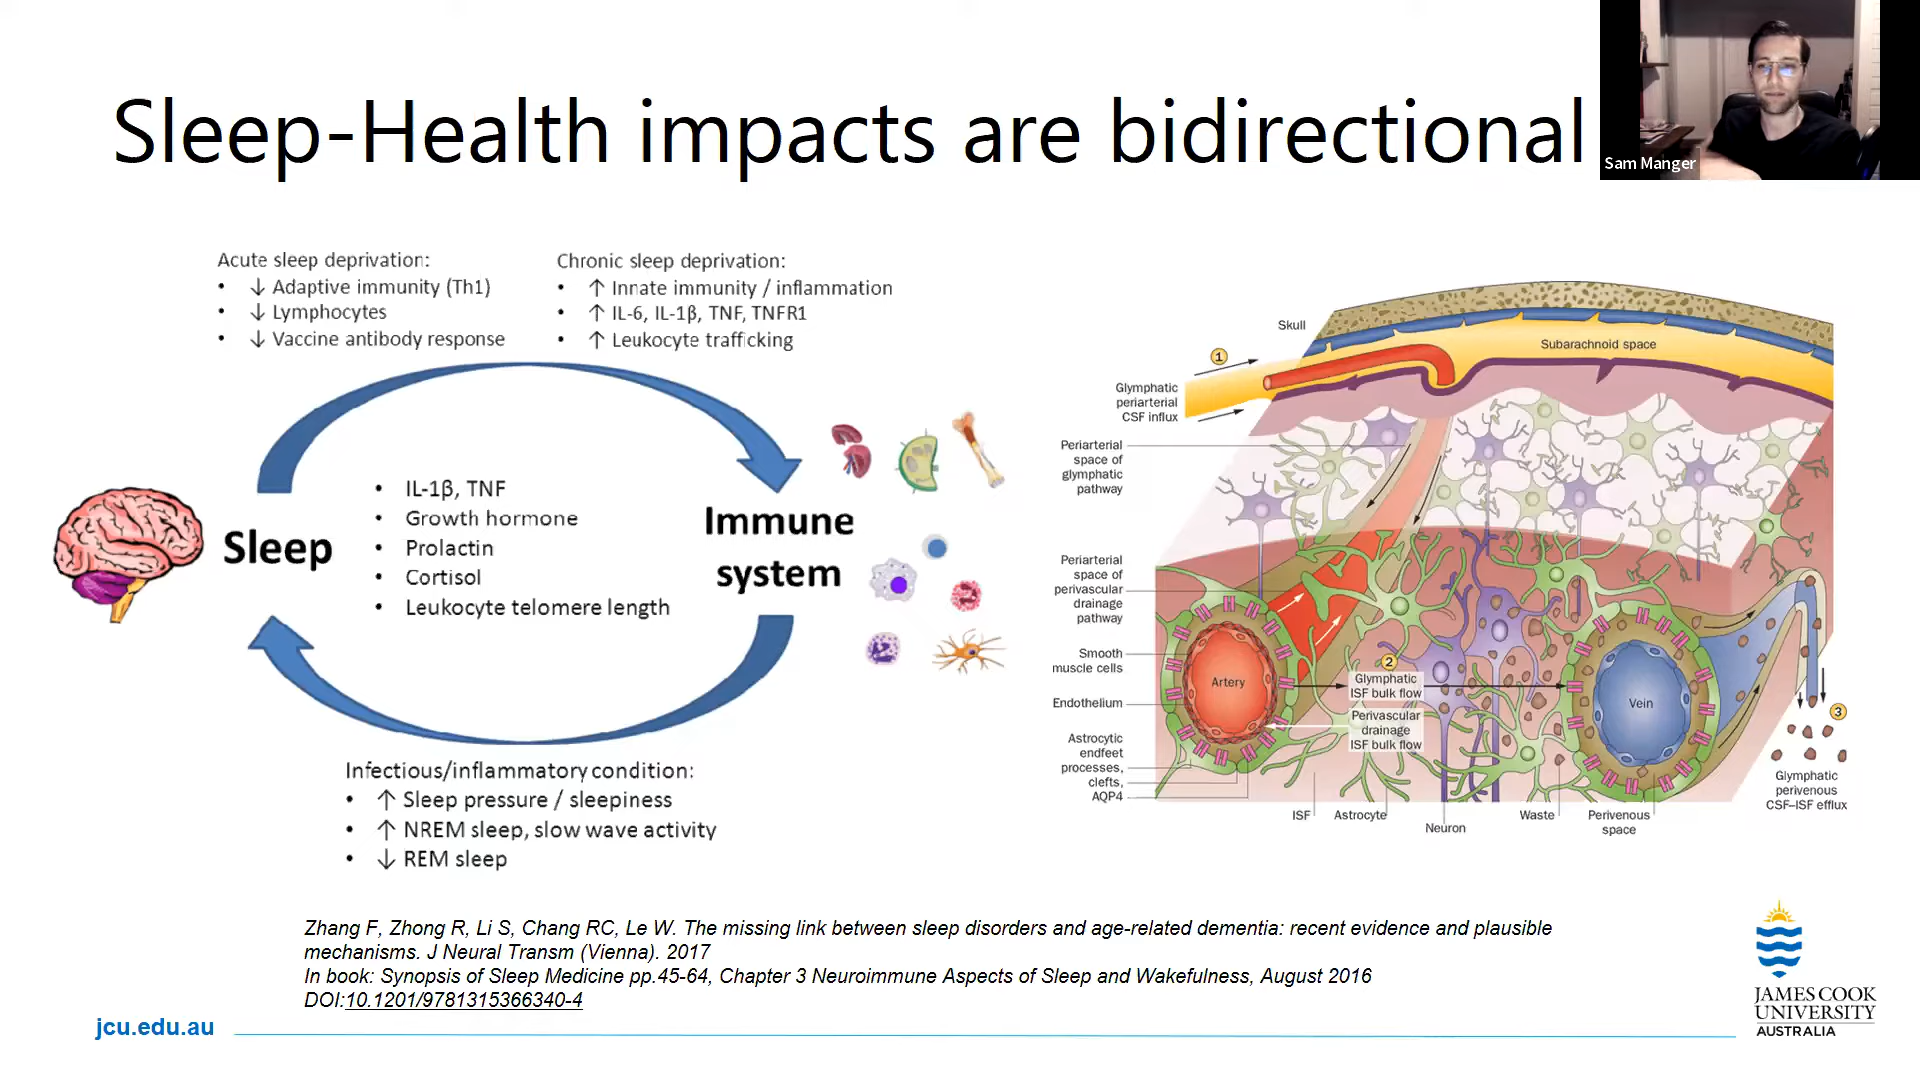 Sleep-Health impacts are bidirectional
Sam Manger
Acute sleep deprivation:
• ↓ Adaptive immunity (Th1)
• ↓ Lymphocytes
• ↓ Vaccine antibody response
Chronic sleep deprivation:
• ↑ Innate immunity / inflammation
• ↑ IL-6, IL-1β, TNF, TNFR1
• ↑ Leukocyte trafficking
Sleep
• IL-1β, TNF
• Growth hormone
• Prolactin
• Cortisol
• Leukocyte telomere length
Immune
system
Infectious/inflammatory condition:
• ↑ Sleep pressure / sleepiness
• ↑ NREM sleep, slow wave activity
• ↓ REM sleep
Skull
Subarachnoid space
1
Glymphatic
periarterial
CSF influx
Periarterial
space of
glymphatic
pathway
Periarterial
space of
perivascular
drainage
pathway
Smooth
muscle cells
Endothelium
Astrocytic
endfeet
processes,
clefts,
AQP4
Artery
2
Glymphatic
ISF bulk flow
Perivascular
drainage
ISF bulk flow
Vein
3
Glymphatic
perivenous
CSF–ISF efflux
ISF
Astrocyte
Neuron
Waste
Perivenous
space
Zhang F, Zhong R, Li S, Chang RC, Le W. The missing link between sleep disorders and age-related dementia: recent evidence and plausible
mechanisms. J Neural Transm (Vienna). 2017
In book: Synopsis of Sleep Medicine pp.45-64, Chapter 3 Neuroimmune Aspects of Sleep and Wakefulness, August 2016
DOI:10.1201/9781315366340-4
jcu.edu.au
JAMES COOK
UNIVERSITY
AUSTRALIA